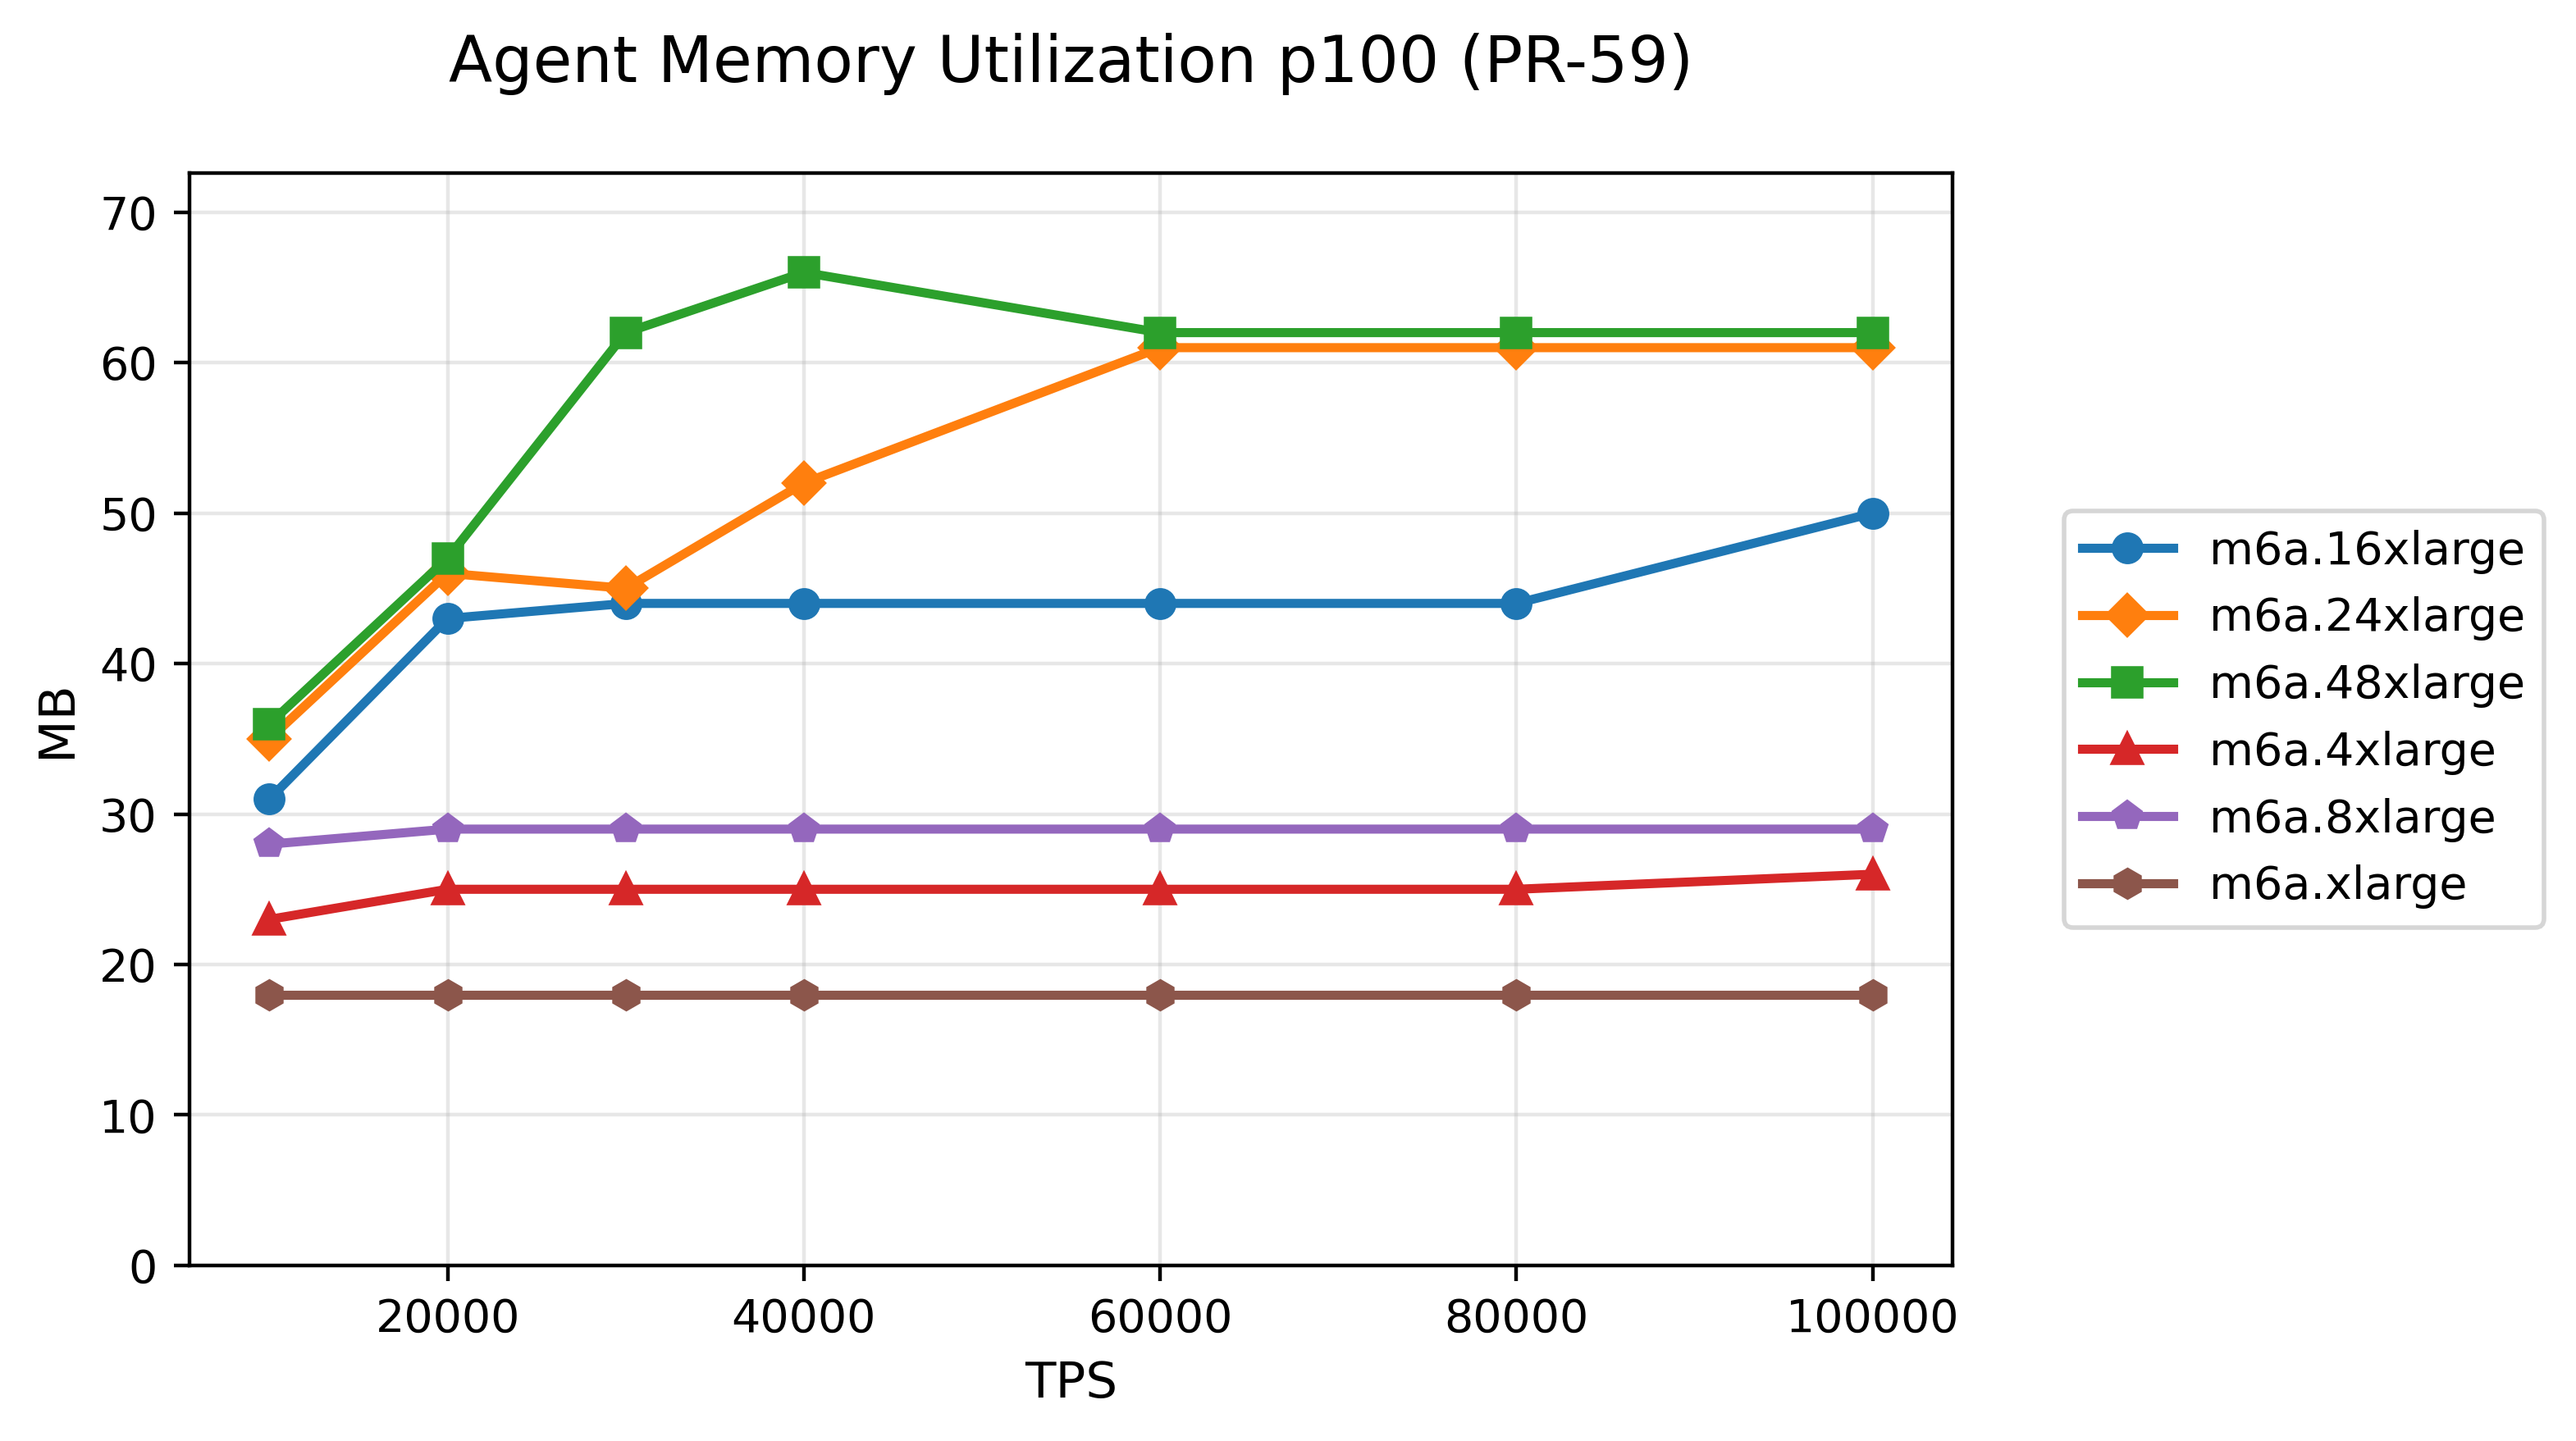 Agent Memory Utilization p100 (PR-59)
70
60
50
40
30
20
10
0
MB
20000 40000 60000 80000 100000
TPS
m6a.16xlarge
m6a.24xlarge
m6a.48xlarge
m6a.4xlarge
m6a.8xlarge
m6a.xlarge